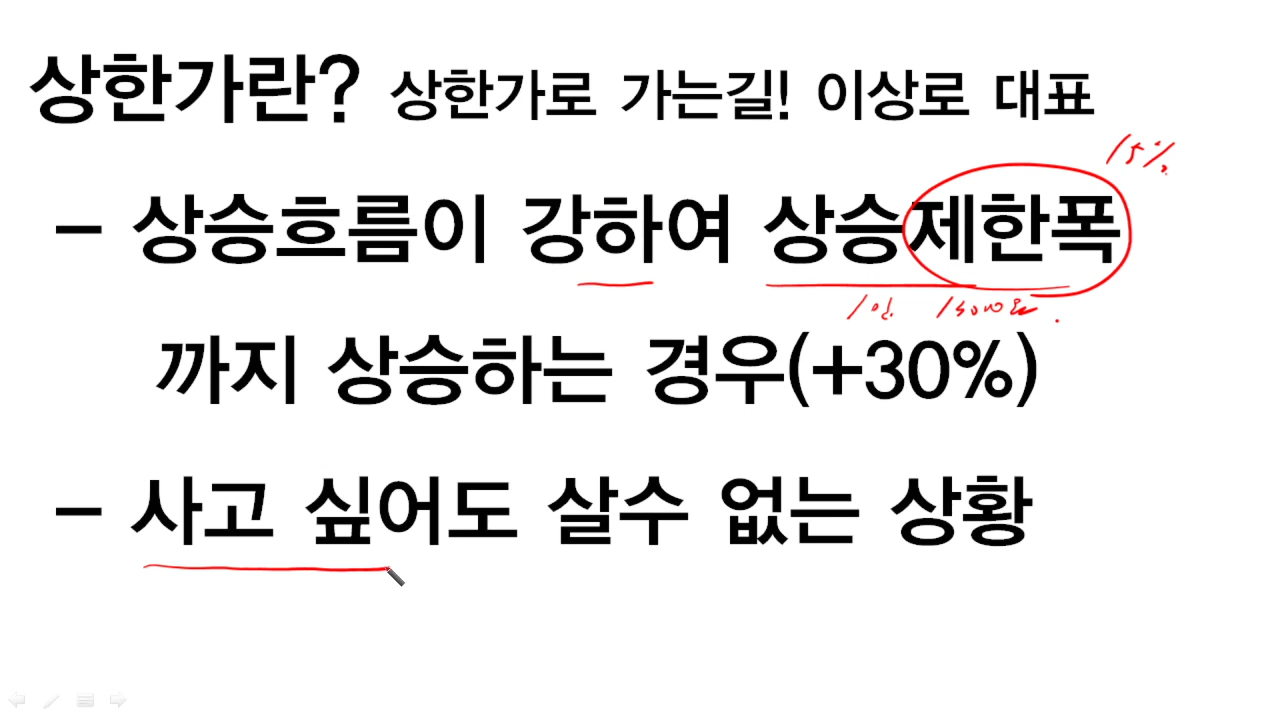 상한가란? 상한가로 가는길! 이상로 대표
15%
- 상승흐름이 강하여 상승제한폭
까지 상승하는 경우(+30%)
- 사고 싶어도 살수 없는 상황